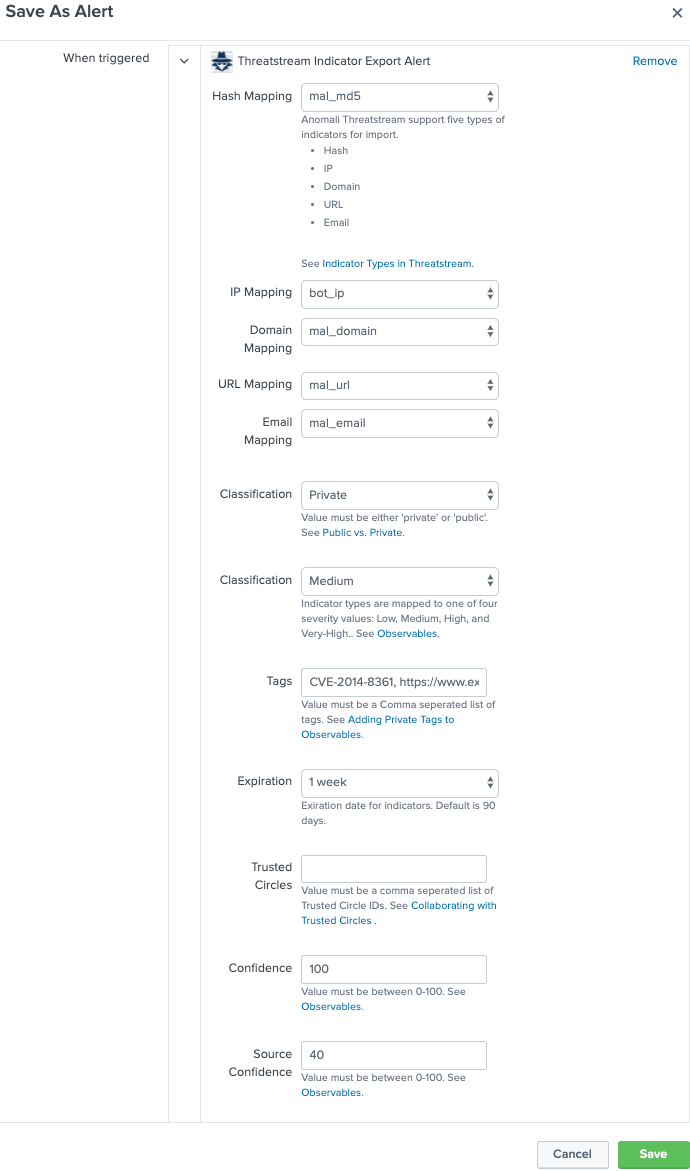 Save As Alert
×
When triggered
Threatstream Indicator Export Alert
Remove
Hash Mapping
mal_md5
Anomali Threatstream support five types of
indicators for import.
• Hash
• IP
• Domain
• URL
• Email
See Indicator Types in Threatstream.
IP Mapping
bot_ip
Domain
Mapping
mal_domain
URL Mapping
mal_url
Email
Mapping
mal_email
Classification
Private
Value must be either 'private' or 'public'.
See Public vs. Private.
Classification
Medium
Indicator types are mapped to one of four
severity values: Low, Medium, High, and
Very-High.. See Observables.
Tags
CVE-2014-8361, https://www.ex
Value must be a Comma seperated list of
tags. See Adding Private Tags to
Observables.
Expiration
1 week
Exiration date for indicators. Default is 90
days.
Trusted
Circles
Value must be a comma seperated list of
Trusted Circle IDs. See Collaborating with
Trusted Circles .
Confidence
100
Value must be between 0-100. See
Observables.
Source
Confidence
40
Value must be between 0-100. See
Observables.
Cancel
Save